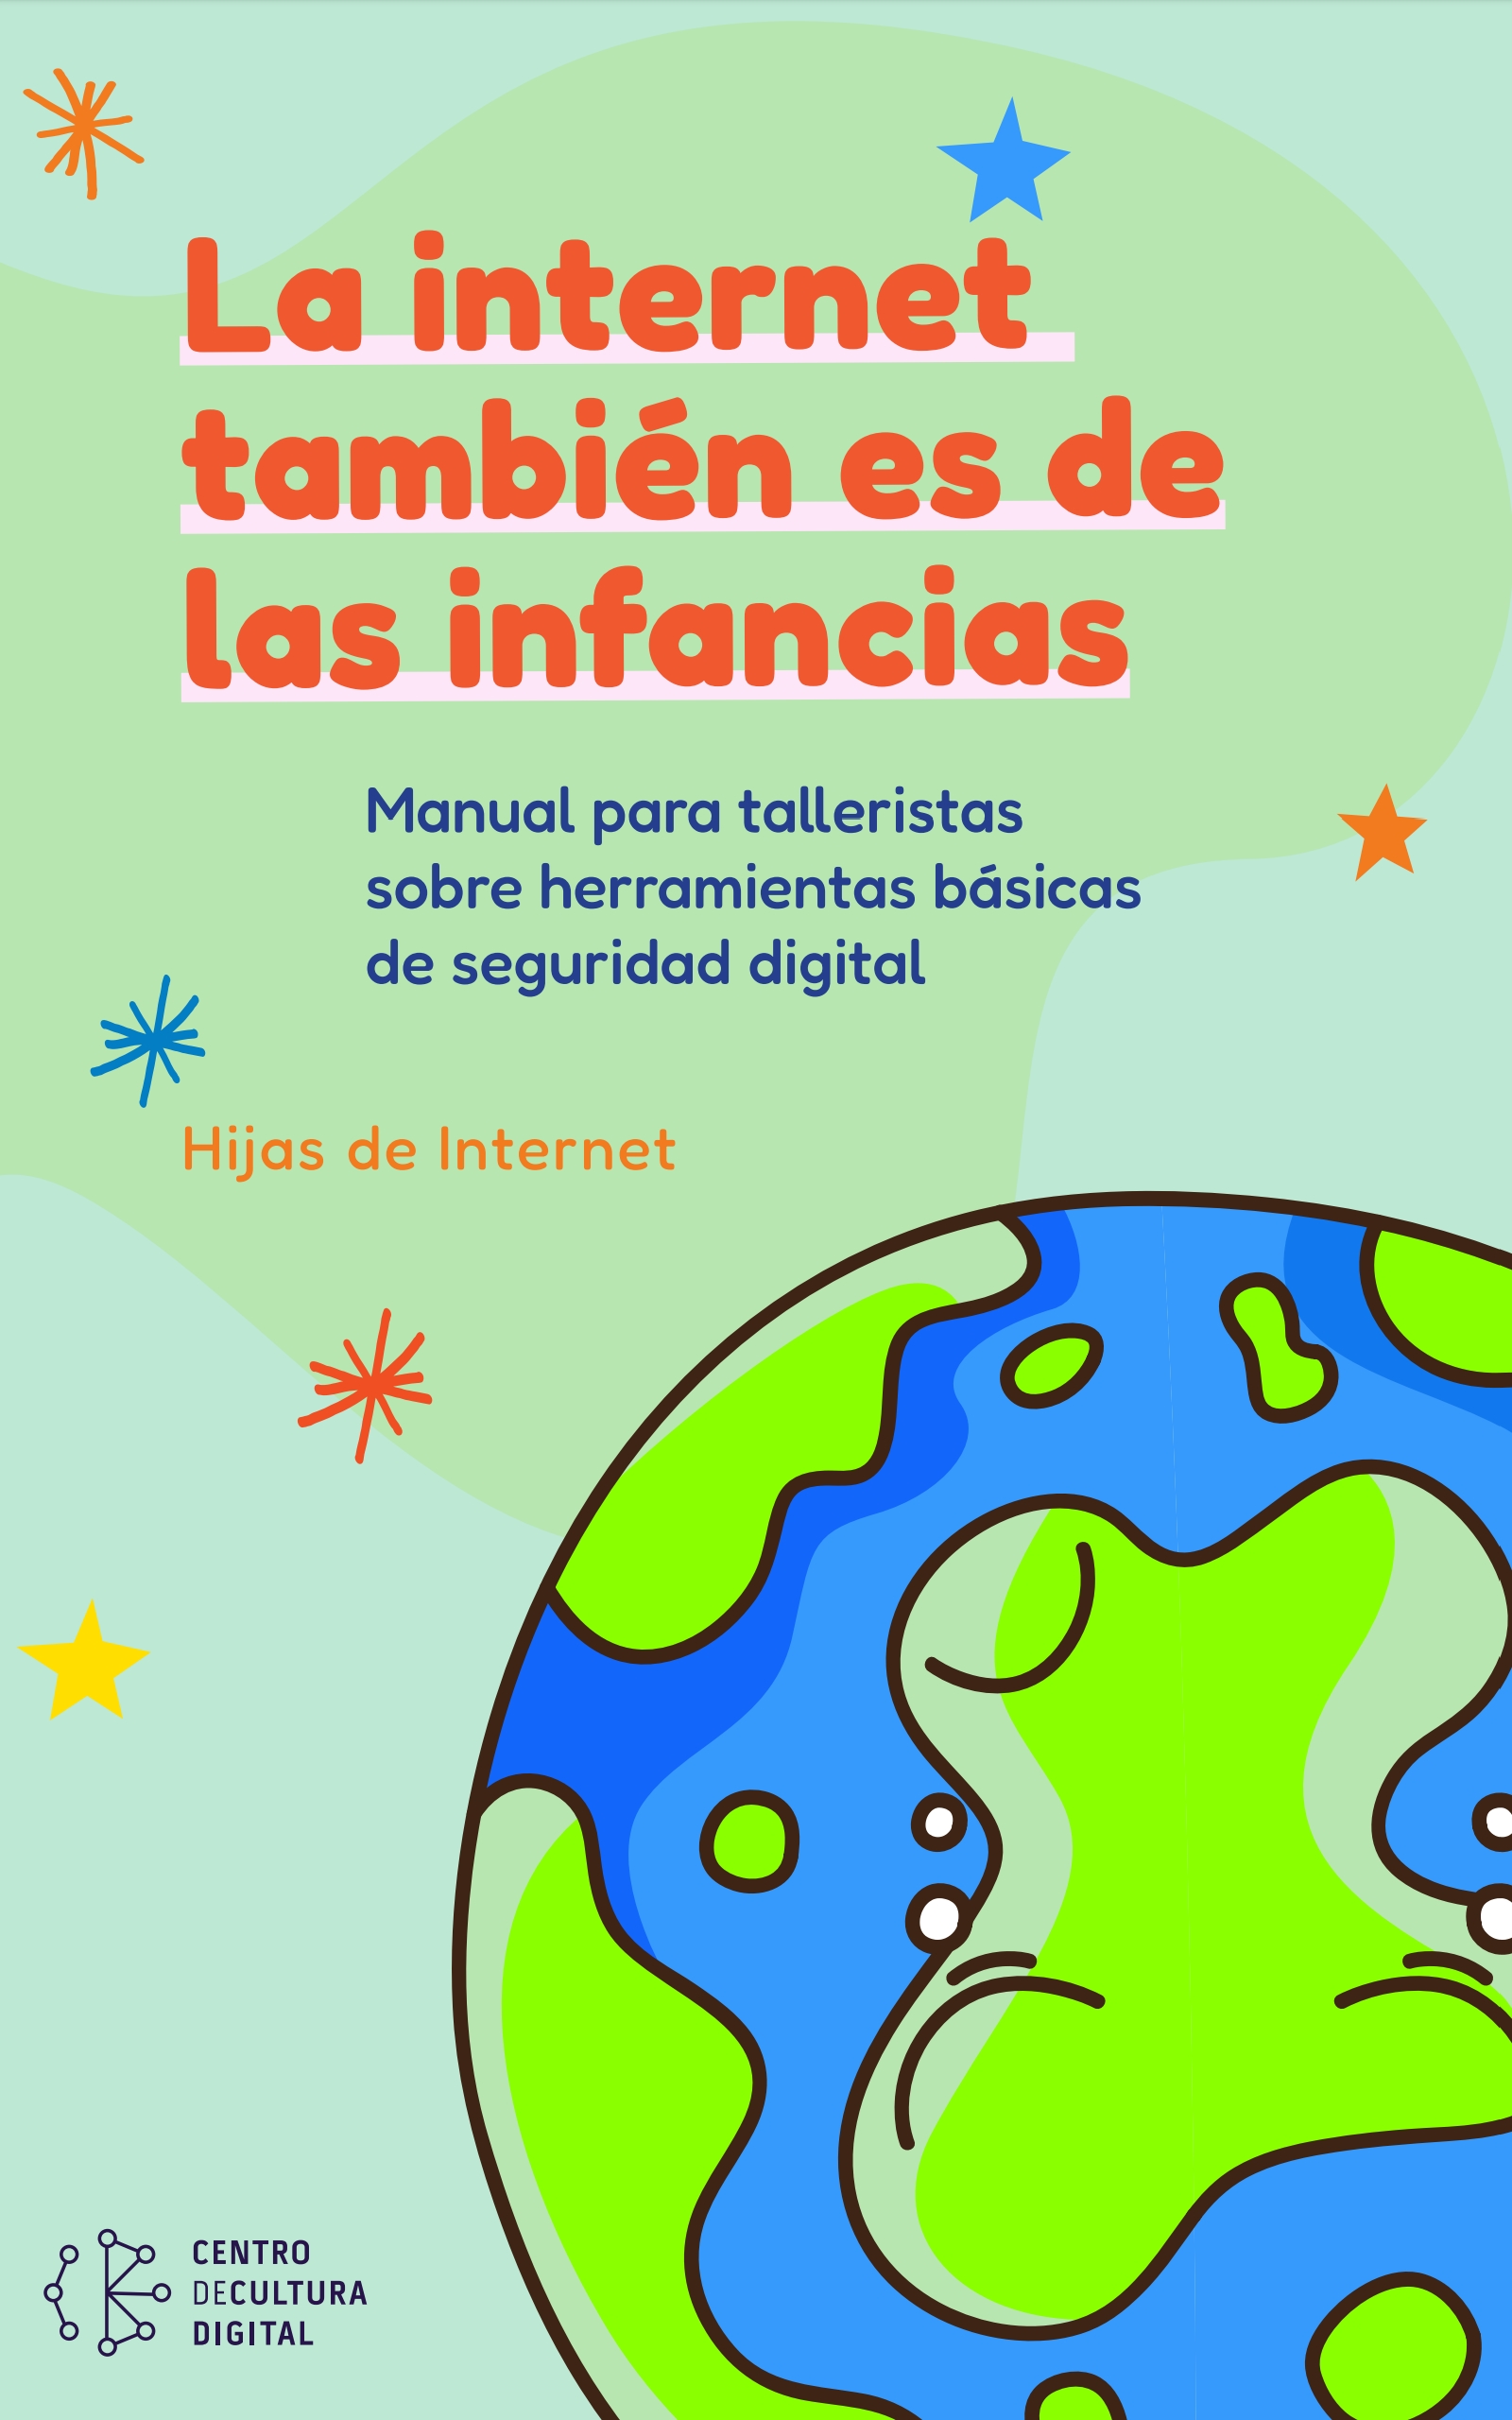 La internet
también es de
las infancias
Manual para talleristas
sobre herramientas básicas
de seguridad digital
Hijas de Internet
CENTRO
DECULTURA
DIGITAL